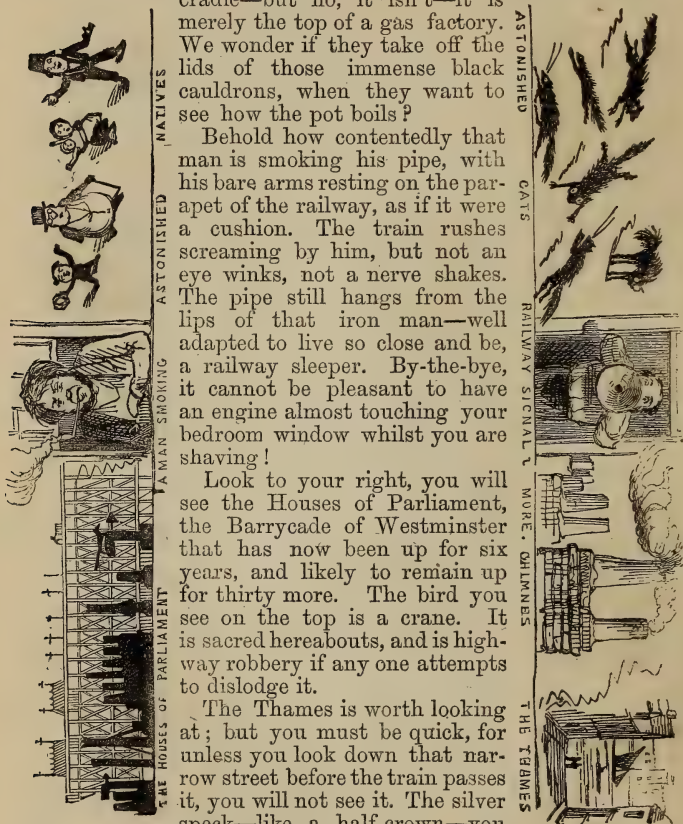 cradle—but no, it isn't—it is
merely the top of a gas factory.
We wonder if they take off the
lids of those immense black
cauldrons, when they want to
see how the pot boils?
Behold how contentedly that
man is smoking his pipe, with
his bare arms resting on the par-
apet of the railway, as if it were
a cushion. The train rushes
screaming by him, but not an
eye winks, not a nerve shakes.
The pipe still hangs from the
lips of that iron man—well
adapted to live so close and be,
a railway sleeper. By-the-bye,
it cannot be pleasant to have
an engine almost touching your
bedroom window whilst you are
shaving!
Look to your right, you will
see the Houses of Parliament,
the Barrycade of Westminster
that has now been up for six
years, and likely to remain up
for thirty more. The bird you
see on the top is a crane. It
is sacred hereabouts, and is high-
way robbery if any one attempts
to dislodge it.
The Thames is worth looking
at; but you must be quick, for
unless you look down that nar-
row street before the train passes
it, you will not see it. The silver
speck—like a half-crown—you
THE HOUSES OF PARLIAMENT
A MAN SMOKING
ASTONISHED NATIVES
ASTONISHED CATS
RAILWAY SIGNAL &
MORE. CHIMNES
THE THAMES